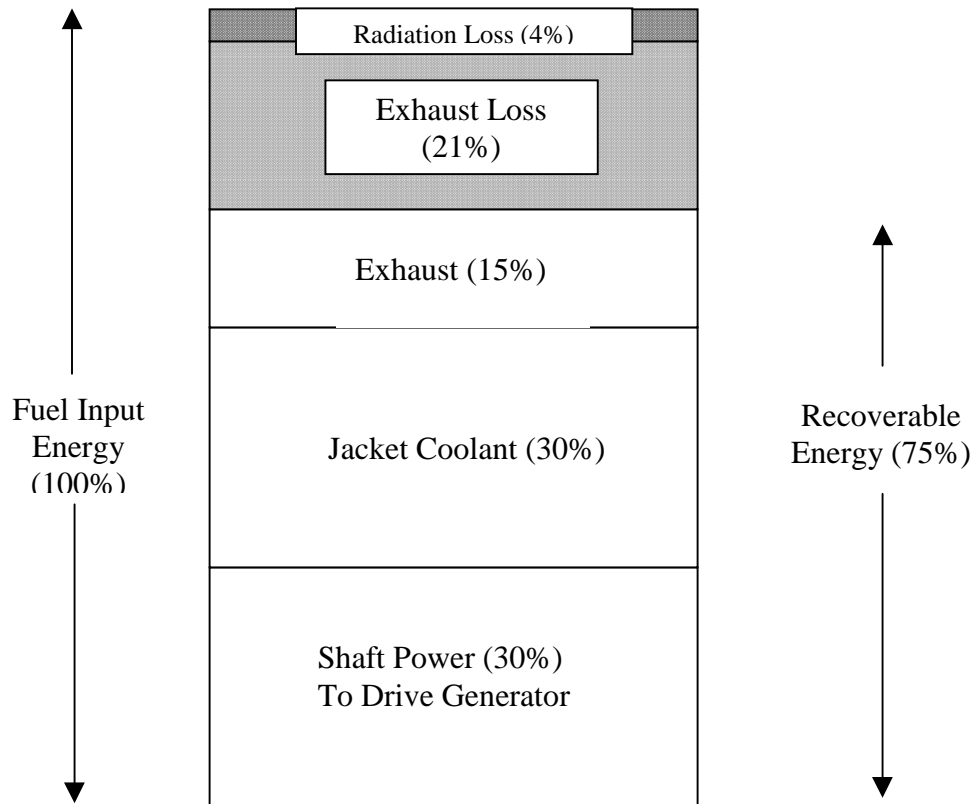 Radiation Loss (4%)
Exhaust Loss
(21%)
Exhaust (15%)
Fuel Input
Energy
(100%)
Jacket Coolant (30%)
Recoverable
Energy (75%)
Shaft Power (30%)
To Drive Generator